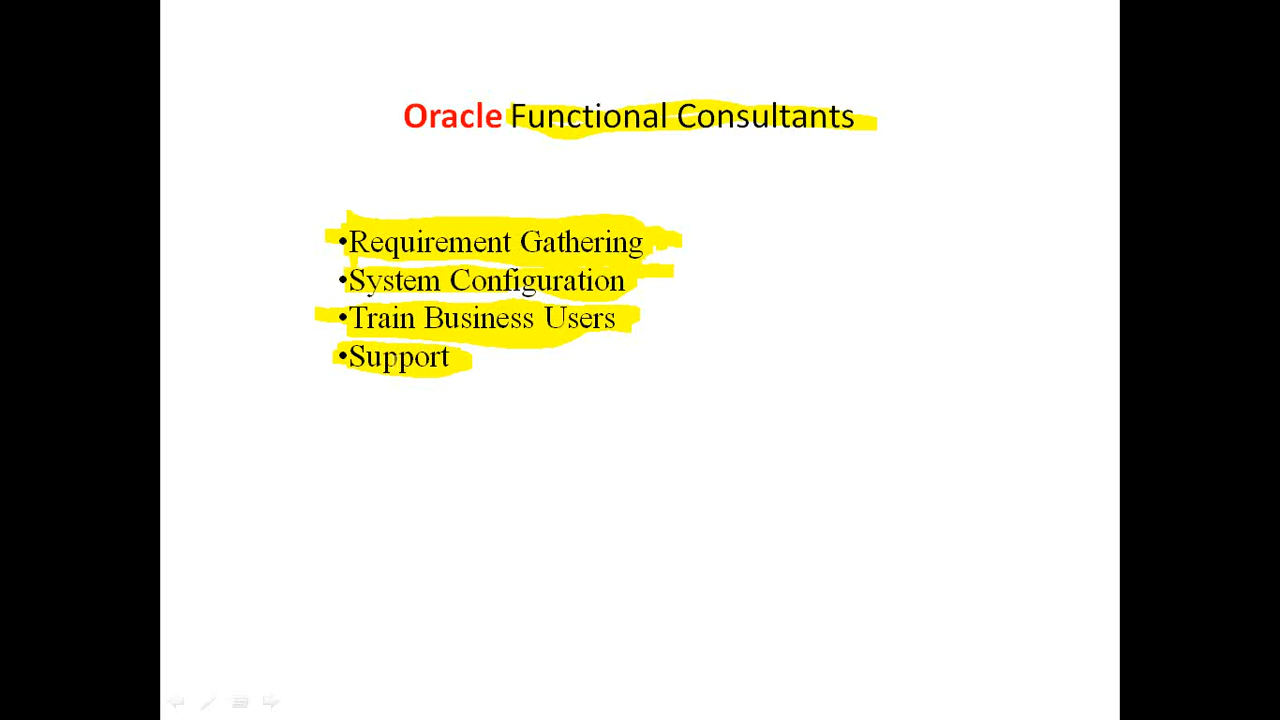 Oracle Functional Consultants
•Requirement Gathering
•System Configuration
•Train Business Users
•Support